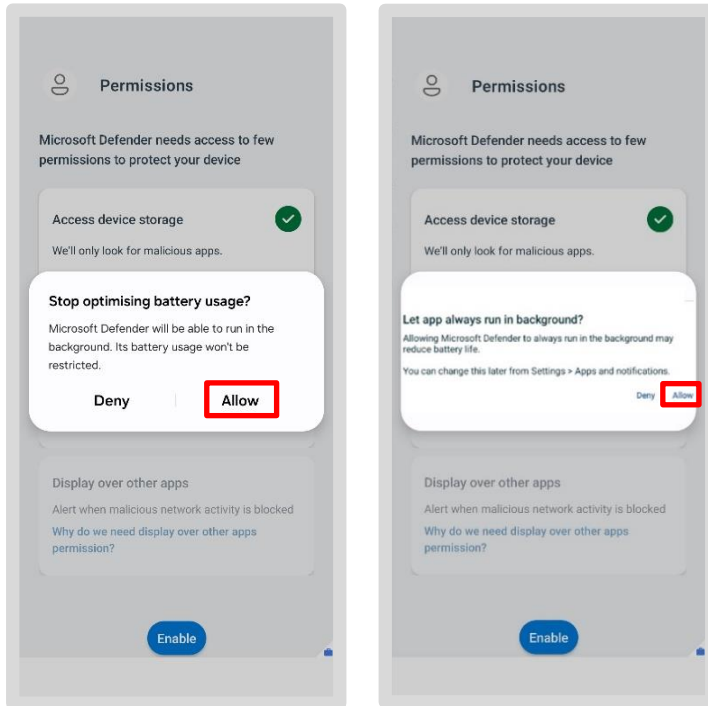 Permissions
Microsoft Defender needs access to few
permissions to protect your device
Access device storage
We'll only look for malicious apps.
Stop optimising battery usage?
Microsoft Defender will be able to run in the
background. Its battery usage won't be
restricted.
Deny
Allow
Display over other apps
Alert when malicious network activity is blocked
Why do we need display over other apps
permission?
Enable
Permissions
Microsoft Defender needs access to few
permissions to protect your device
Access device storage
We'll only look for malicious apps.
Let app always run in background?
Allowing Microsoft Defender to always run in the background may
reduce battery life.
You can change this later from Settings > Apps and notifications.
Deny
Allow
Display over other apps
Alert when malicious network activity is blocked
Why do we need display over other apps
permission?
Enable